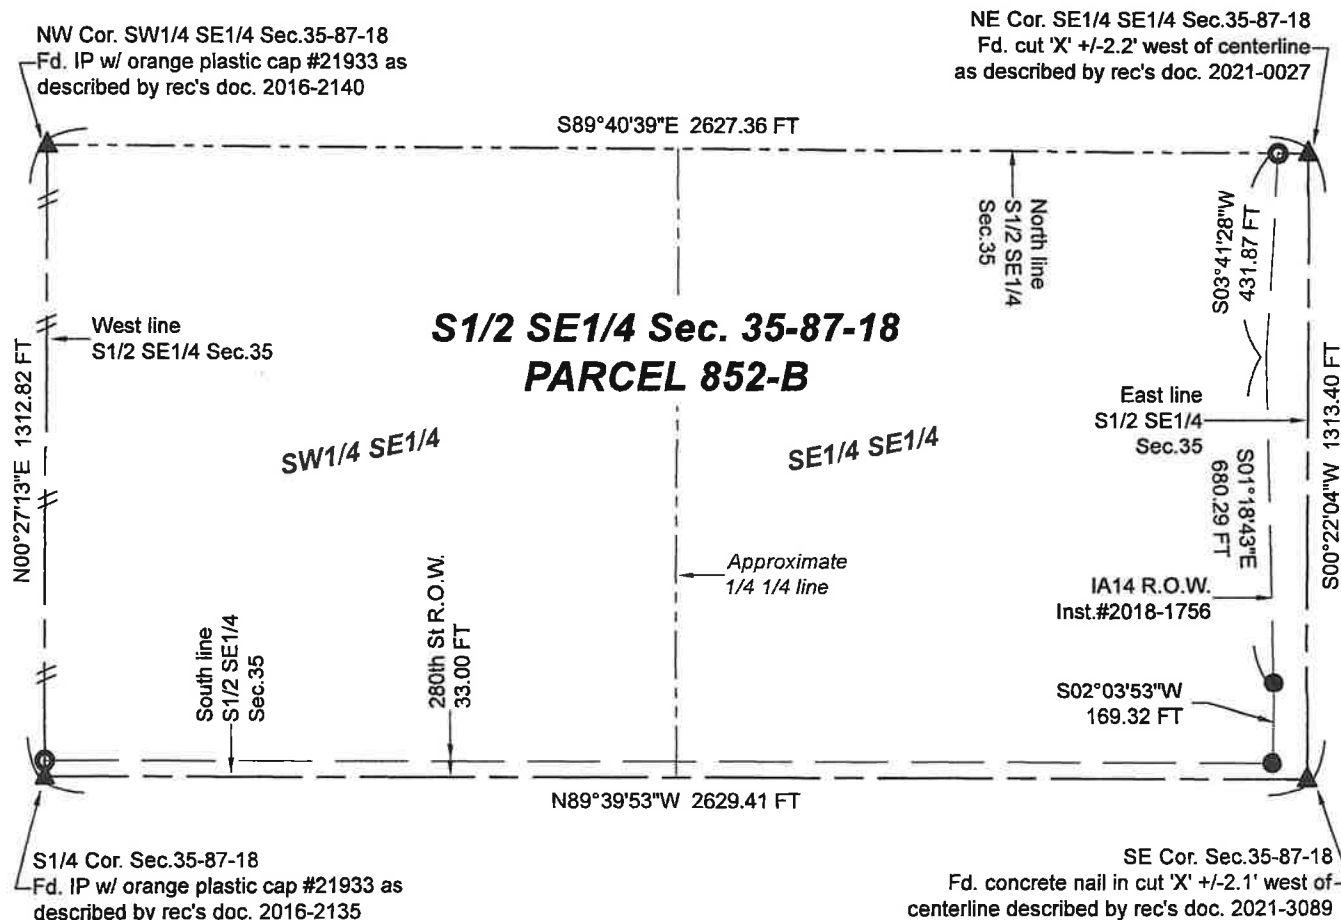 NW Cor. SW1/4 SE1/4 Sec.35-87-18
Fd. IP w/ orange plastic cap #21933 as
described by rec's doc. 2016-2140
NE Cor. SE1/4 SE1/4 Sec.35-87-18
Fd. cut 'X' +/-2.2' west of centerline
as described by rec's doc. 2021-0027
S89°40'39"E 2627.36 FT
North line
S1/2 SE1/4
Sec.35
S03°41'28"W
431.87 FT
West line
S1/2 SE1/4 Sec.35
N00°27'13"E 1312.82 FT
S1/2 SE1/4 Sec. 35-87-18
PARCEL 852-B
SW1/4 SE1/4
SE1/4 SE1/4
East line
S1/2 SE1/4
Sec.35
S00°22'04"W 1313.40 FT
S01°18'43"E
680.29 FT
Approximate
1/4 1/4 line
IA14 R.O.W.
Inst.#2018-1756
South line
S1/2 SE1/4
Sec.35
280th St R.O.W.
33.00 FT
S02°03'53"W
169.32 FT
N89°39'53"W 2629.41 FT
S1/4 Cor. Sec.35-87-18
Fd. IP w/ orange plastic cap #21933 as
described by rec's doc. 2016-2135
SE Cor. Sec.35-87-18
Fd. concrete nail in cut 'X' +/-2.1' west of
centerline described by rec's doc. 2021-3089